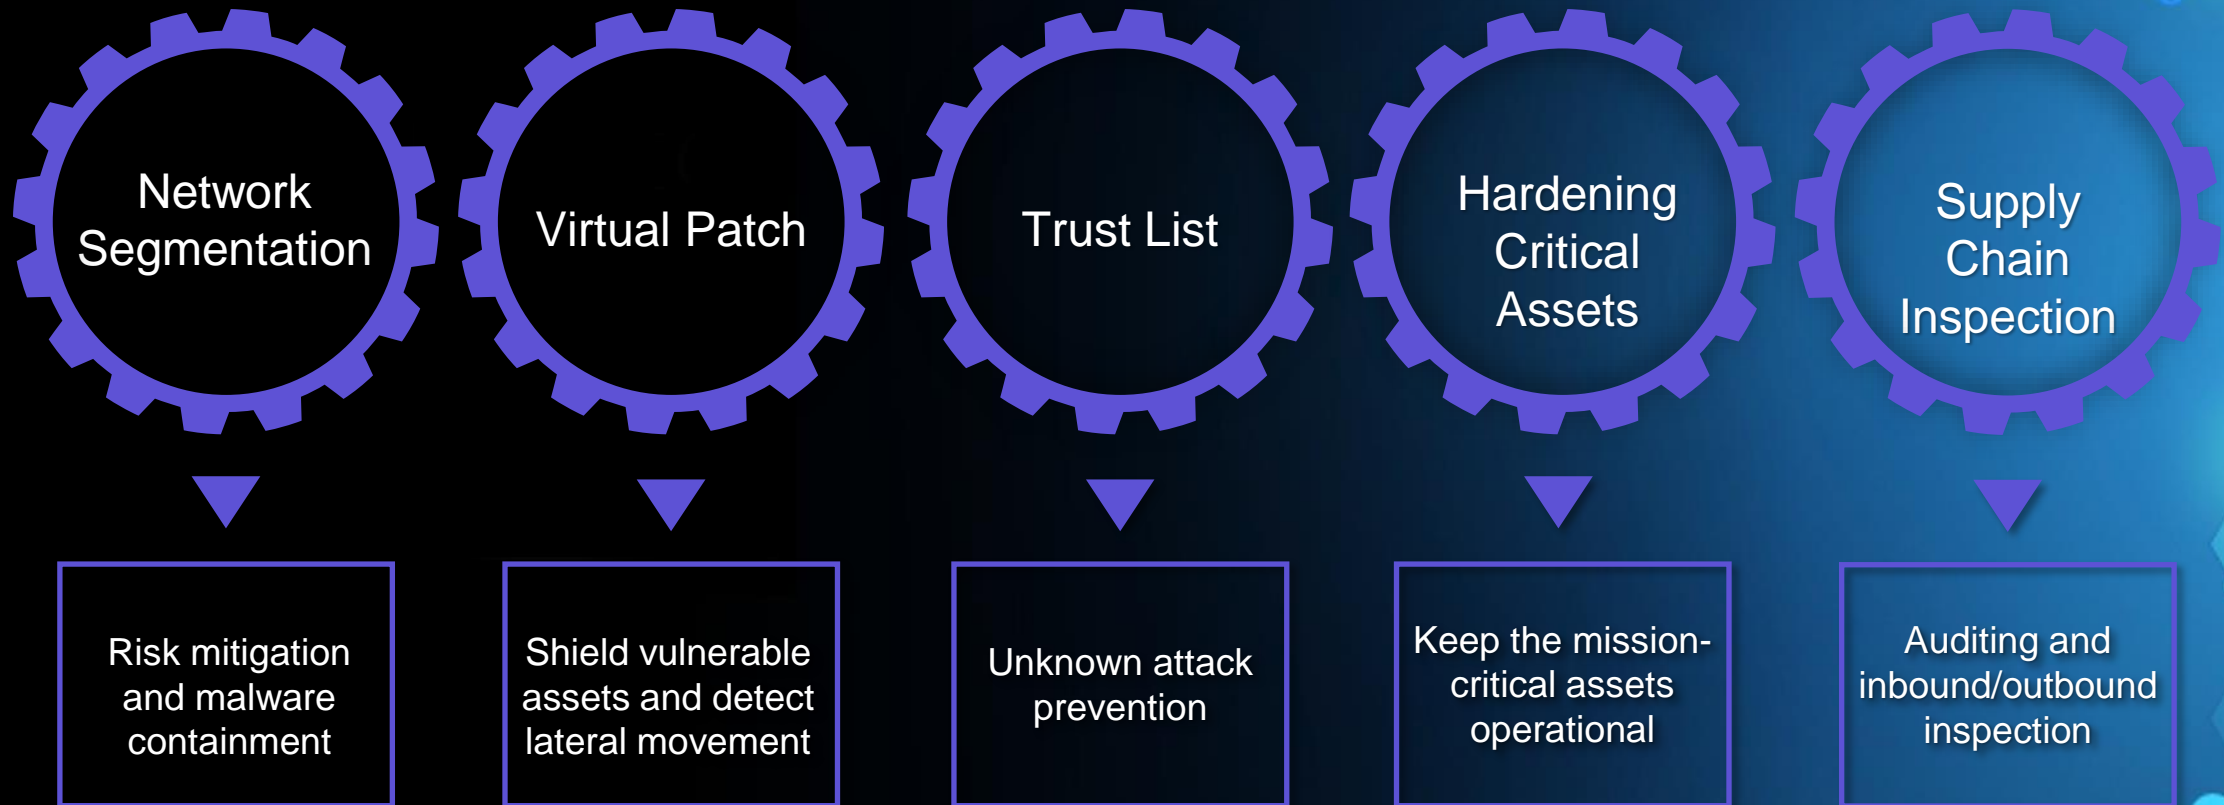 Network
Segmentation
Virtual Patch
Trust List
Hardening
Critical
Assets
Supply
Chain
Inspection
Risk mitigation
and malware
containment
Shield vulnerable
assets and detect
lateral movement
Unknown attack
prevention
Keep the mission-
critical assets
operational
Auditing and
inbound/outbound
inspection